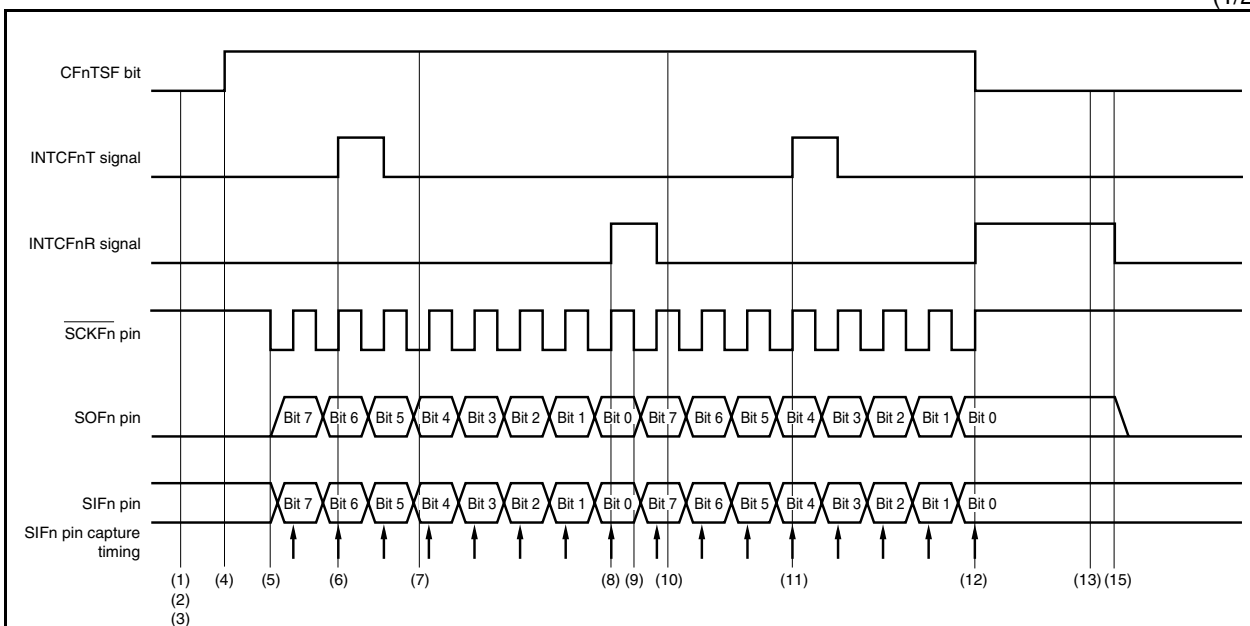 (1/2
CFnTSF bit
INTCFnT signal
INTCFnR signal
SCKFn pin
SOFn pin
Bit 7 Bit 6 Bit 5 Bit 4 Bit 3 Bit 2 Bit 1 Bit 0 Bit 7 Bit 6 Bit 5 Bit 4 Bit 3 Bit 2 Bit 1 Bit 0
SIFn pin
Bit 7 Bit 6 Bit 5 Bit 4 Bit 3 Bit 2 Bit 1 Bit 0 Bit 7 Bit 6 Bit 5 Bit 4 Bit 3 Bit 2 Bit 1 Bit 0
SIFn pin capture
timing
(1) (4) (5) (6) (7) (8) (9) (10) (11) (12) (13) (15)
(2)
(3)